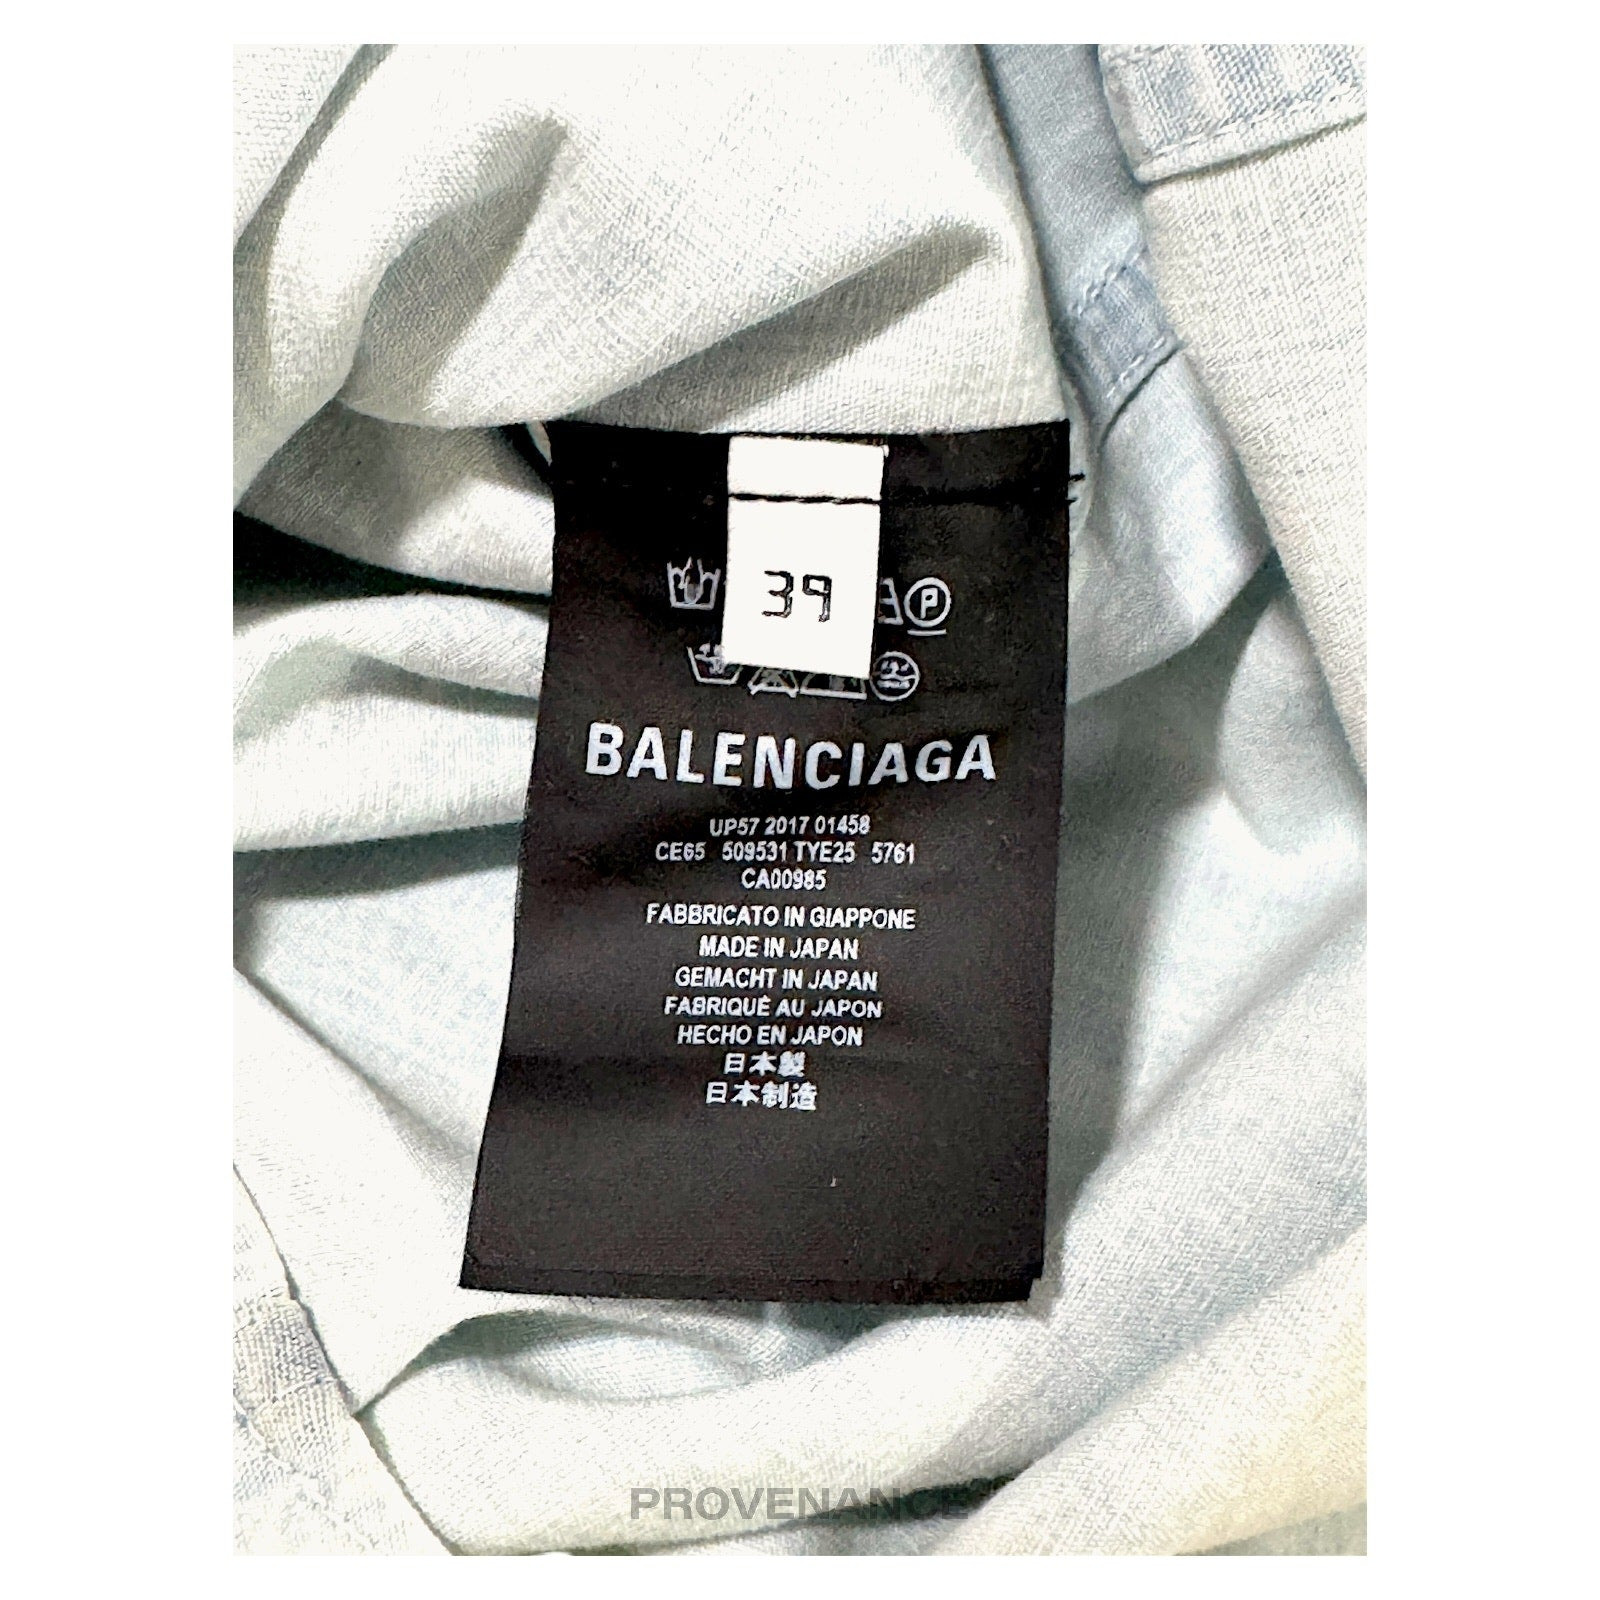 39
P
BALENCIAGA
UP57 2017 01458
CE65 509531 TYE25 5761
CA00985
FABBRICATO IN GIAPPONE
MADE IN JAPAN
GEMACHT IN JAPAN
FABRIQUÉ AU JAPON
HECHO EN JAPON
日本製
日本制造
PROVENANCE